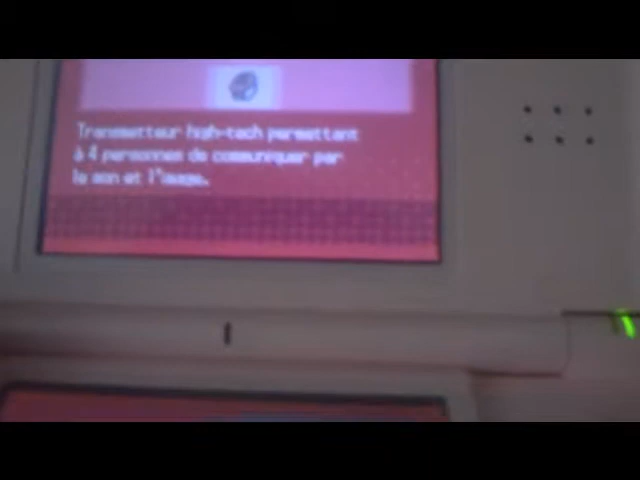 Transmetteur high-tech permettant
à 4 personnes de communiquer par
le son et l'image.